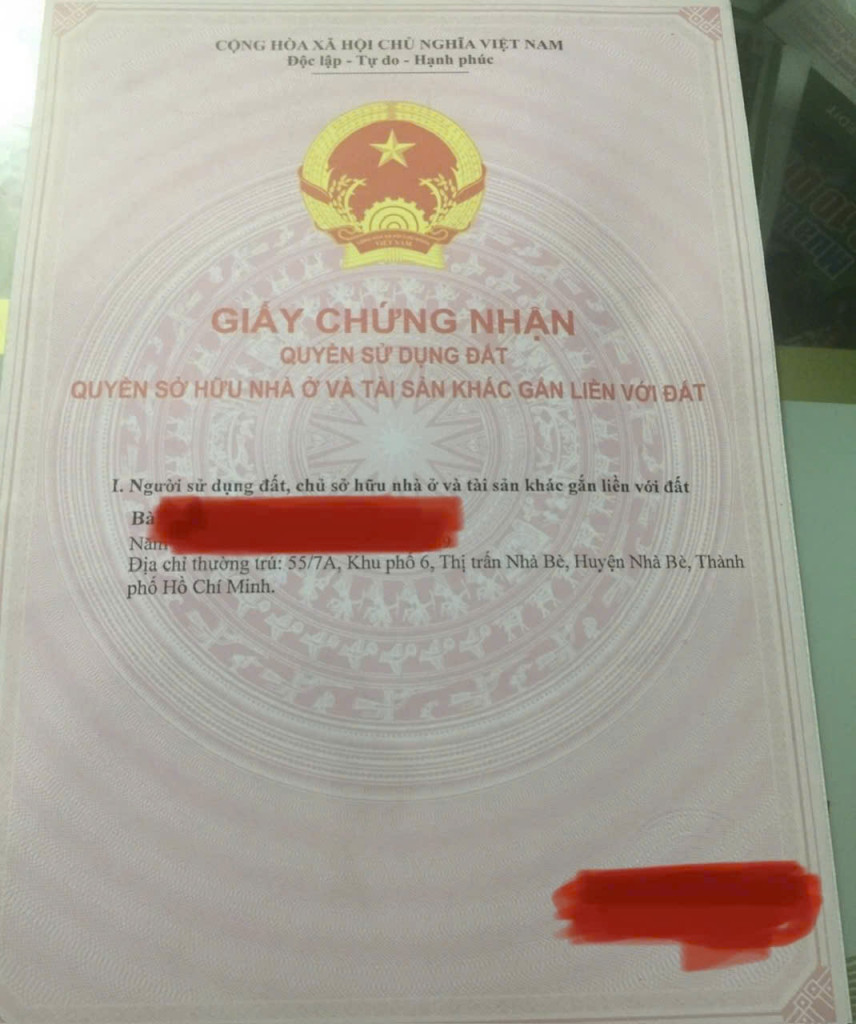 CỘNG HÒA XÃ HỘI CHỦ NGHĨA VIỆT NAM
Độc lập - Tự do - Hạnh phúc
VIỆT NAM
GIẤY CHỨNG NHẬN
QUYỀN SỬ DỤNG ĐẤT
QUYỀN SỞ HỮU NHÀ Ở VÀ TÀI SẢN KHÁC GẮN LIỀN VỚI ĐẤT
I. Người sử dụng đất, chủ sở hữu nhà ở và tài sản khác gắn liền với đất
Bà
Năm
Địa chỉ thường trú: 55/7A, Khu phố 6, Thị trấn Nhà Bè, Huyện Nhà Bè, Thành
phố Hồ Chí Minh.